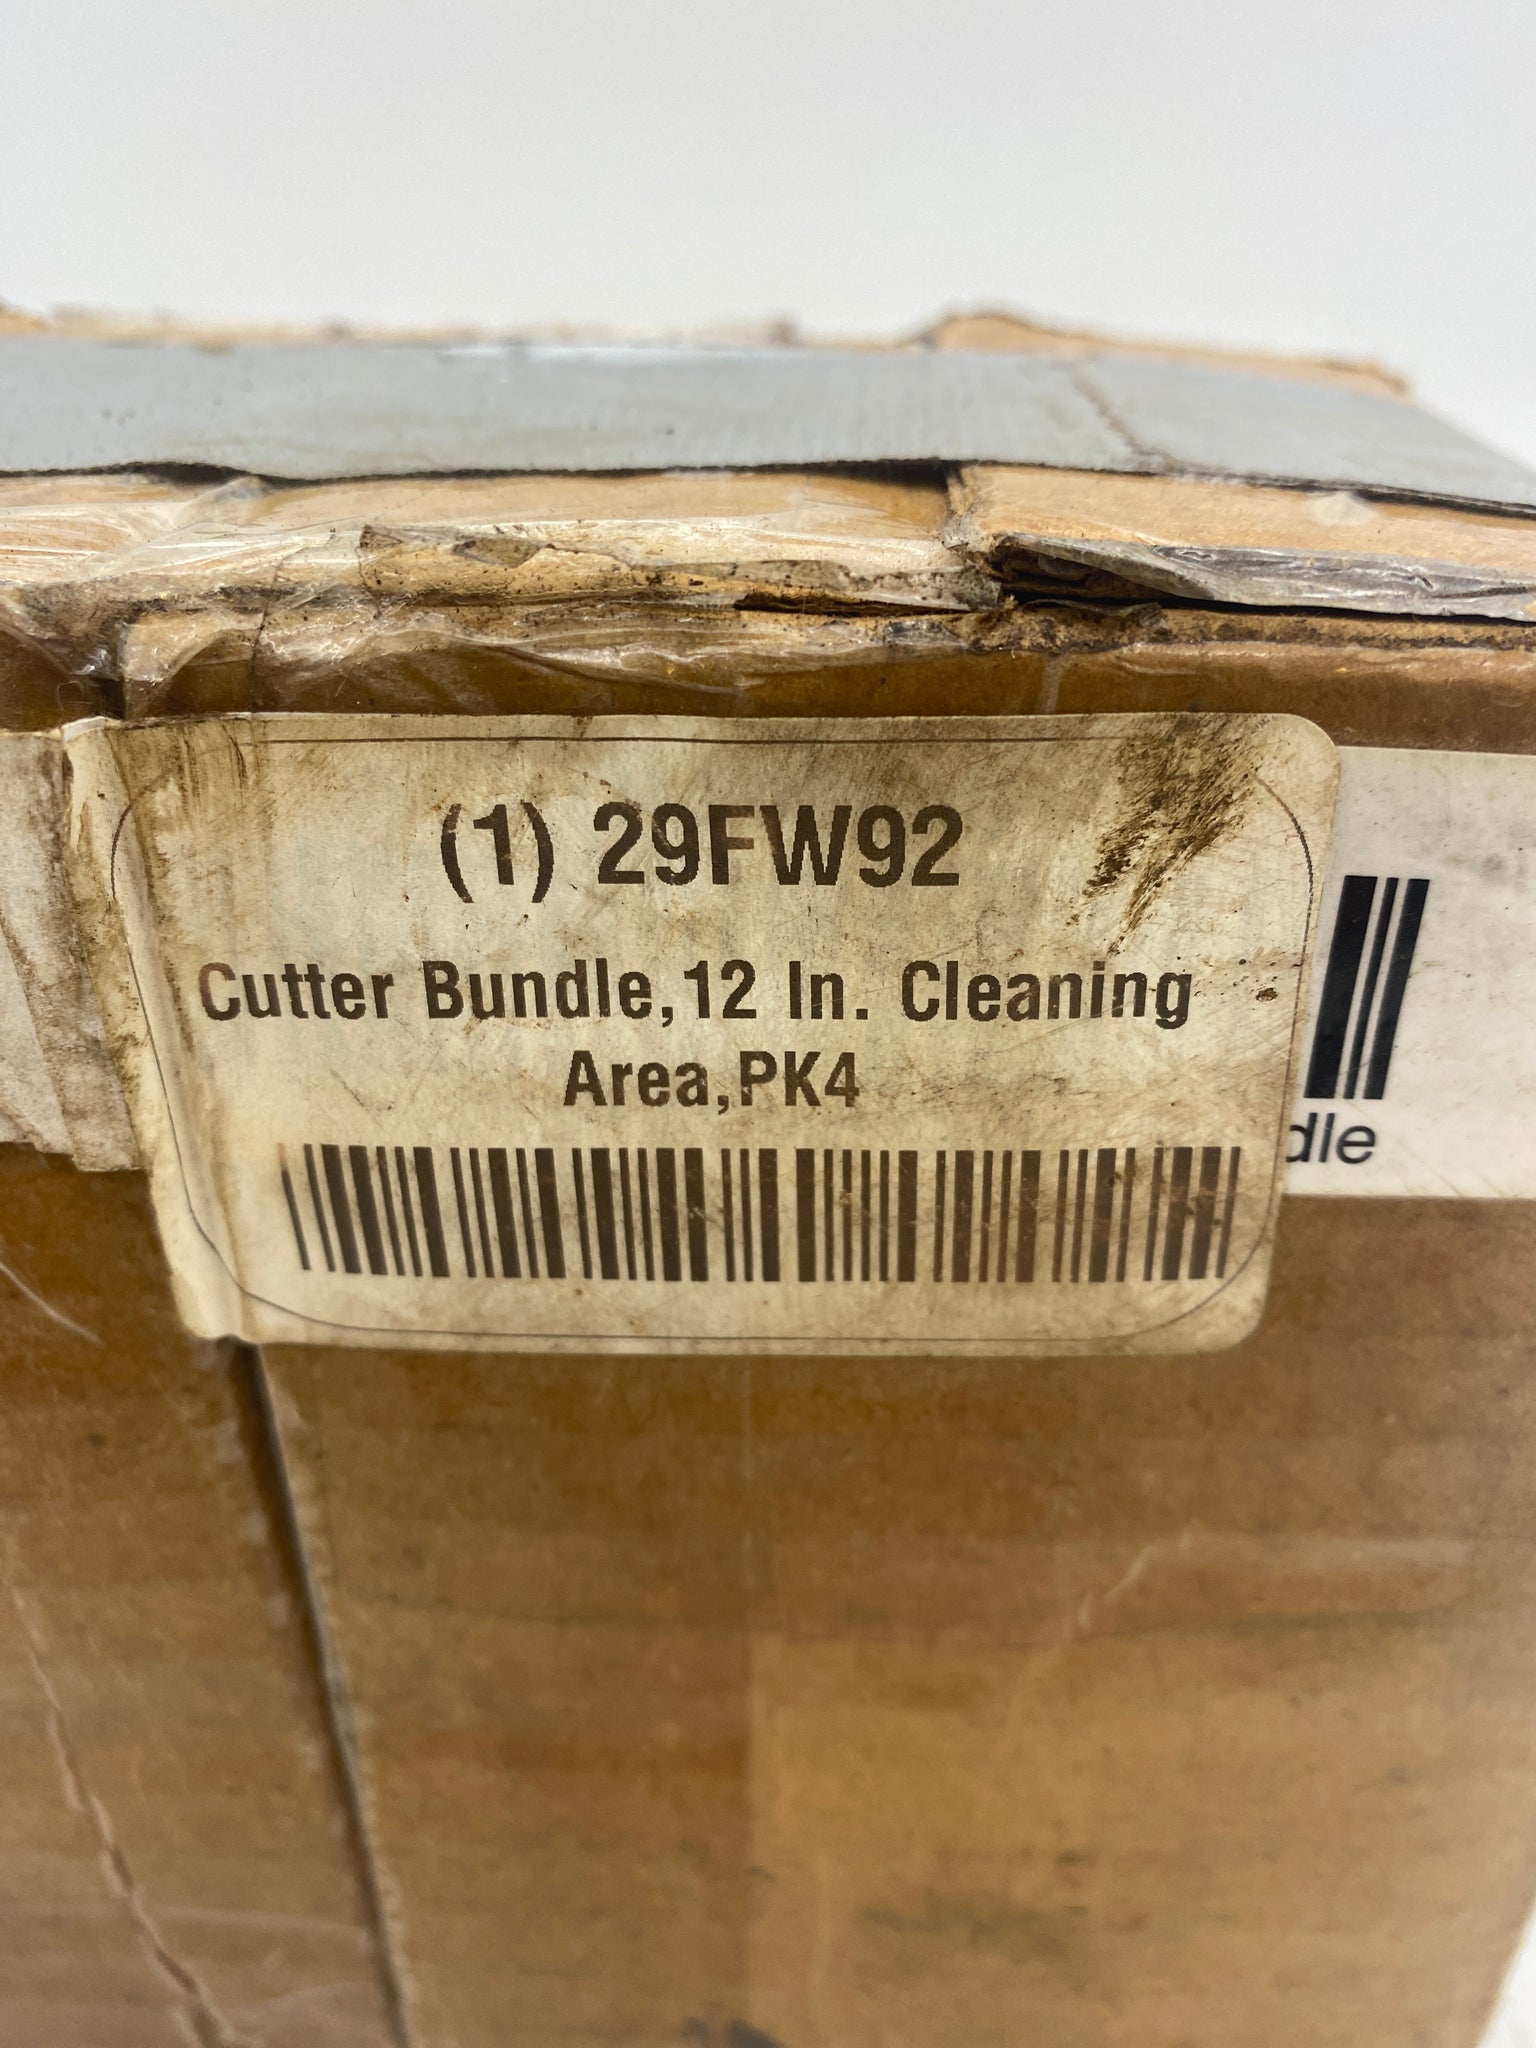 (1) 29FW92
Cutter Bundle,12 In. Cleaning
Area,PK4
dle